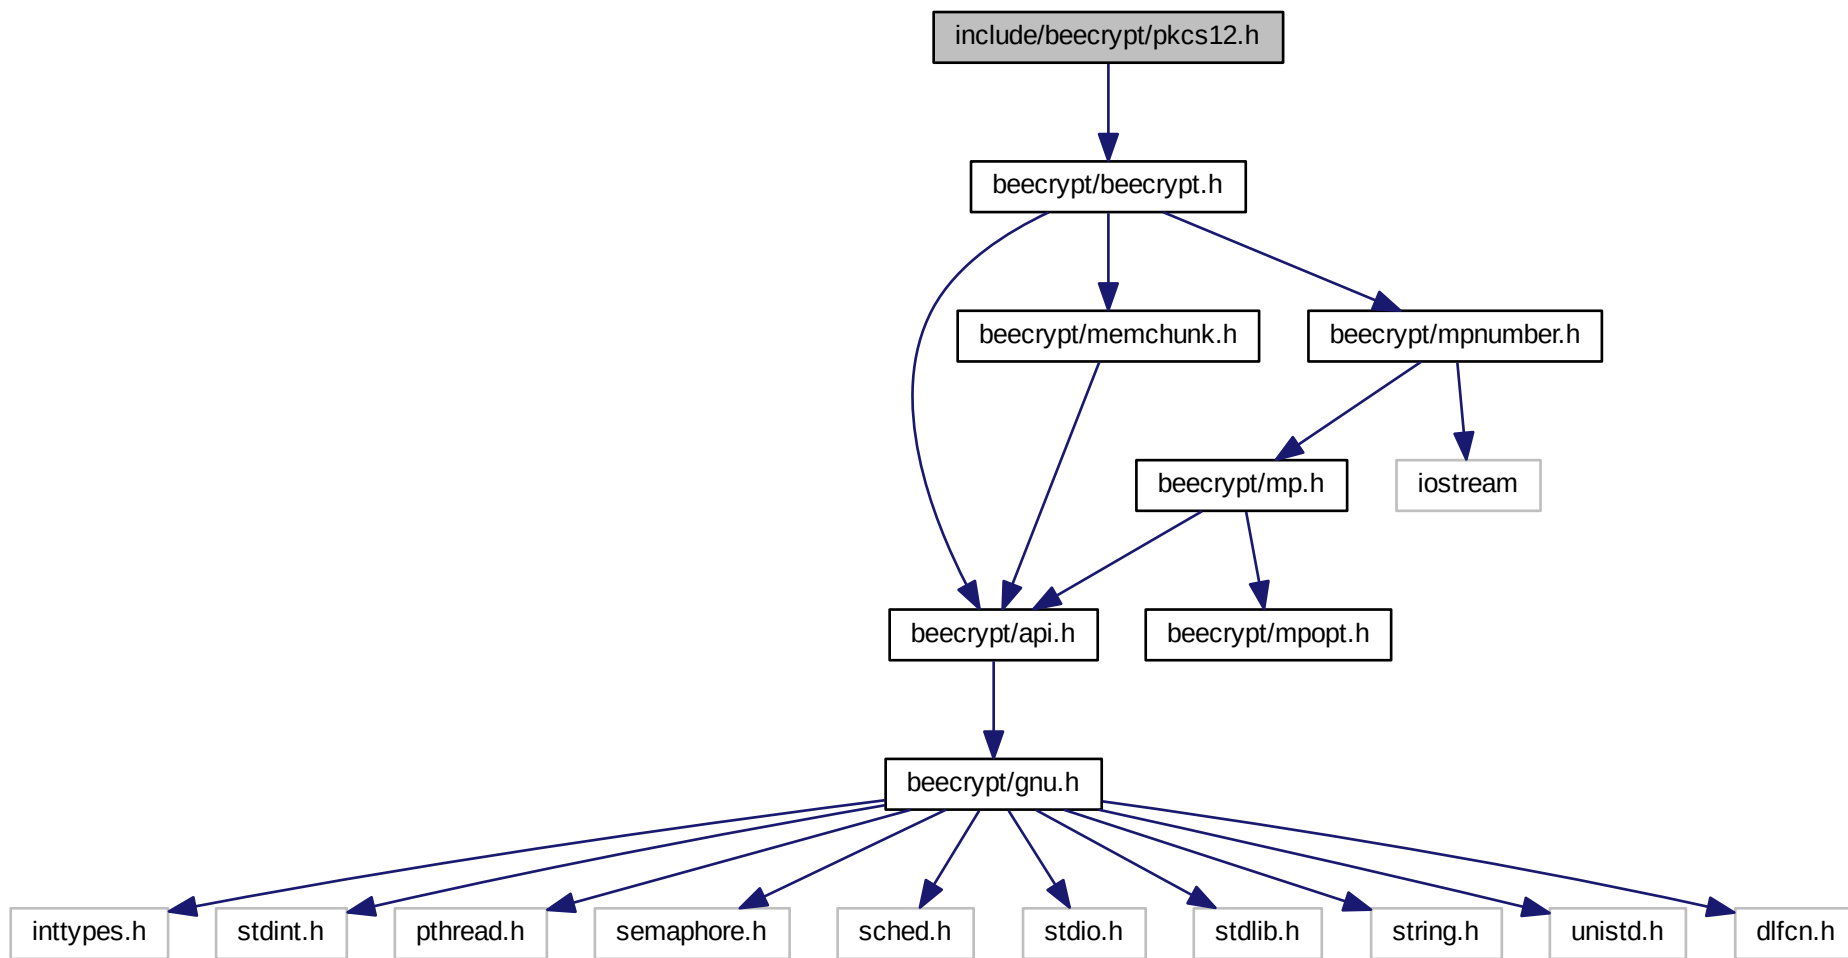 include/beecrypt/pkcs12.h
beecrypt/beecrypt.h
beecrypt/memchunk.h
beecrypt/mpnumber.h
beecrypt/mp.h
iostream
beecrypt/api.h
beecrypt/mpopt.h
beecrypt/gnu.h
inttypes.h
stdint.h
pthread.h
semaphore.h
sched.h
stdio.h
stdlib.h
string.h
unistd.h
dlfcn.h